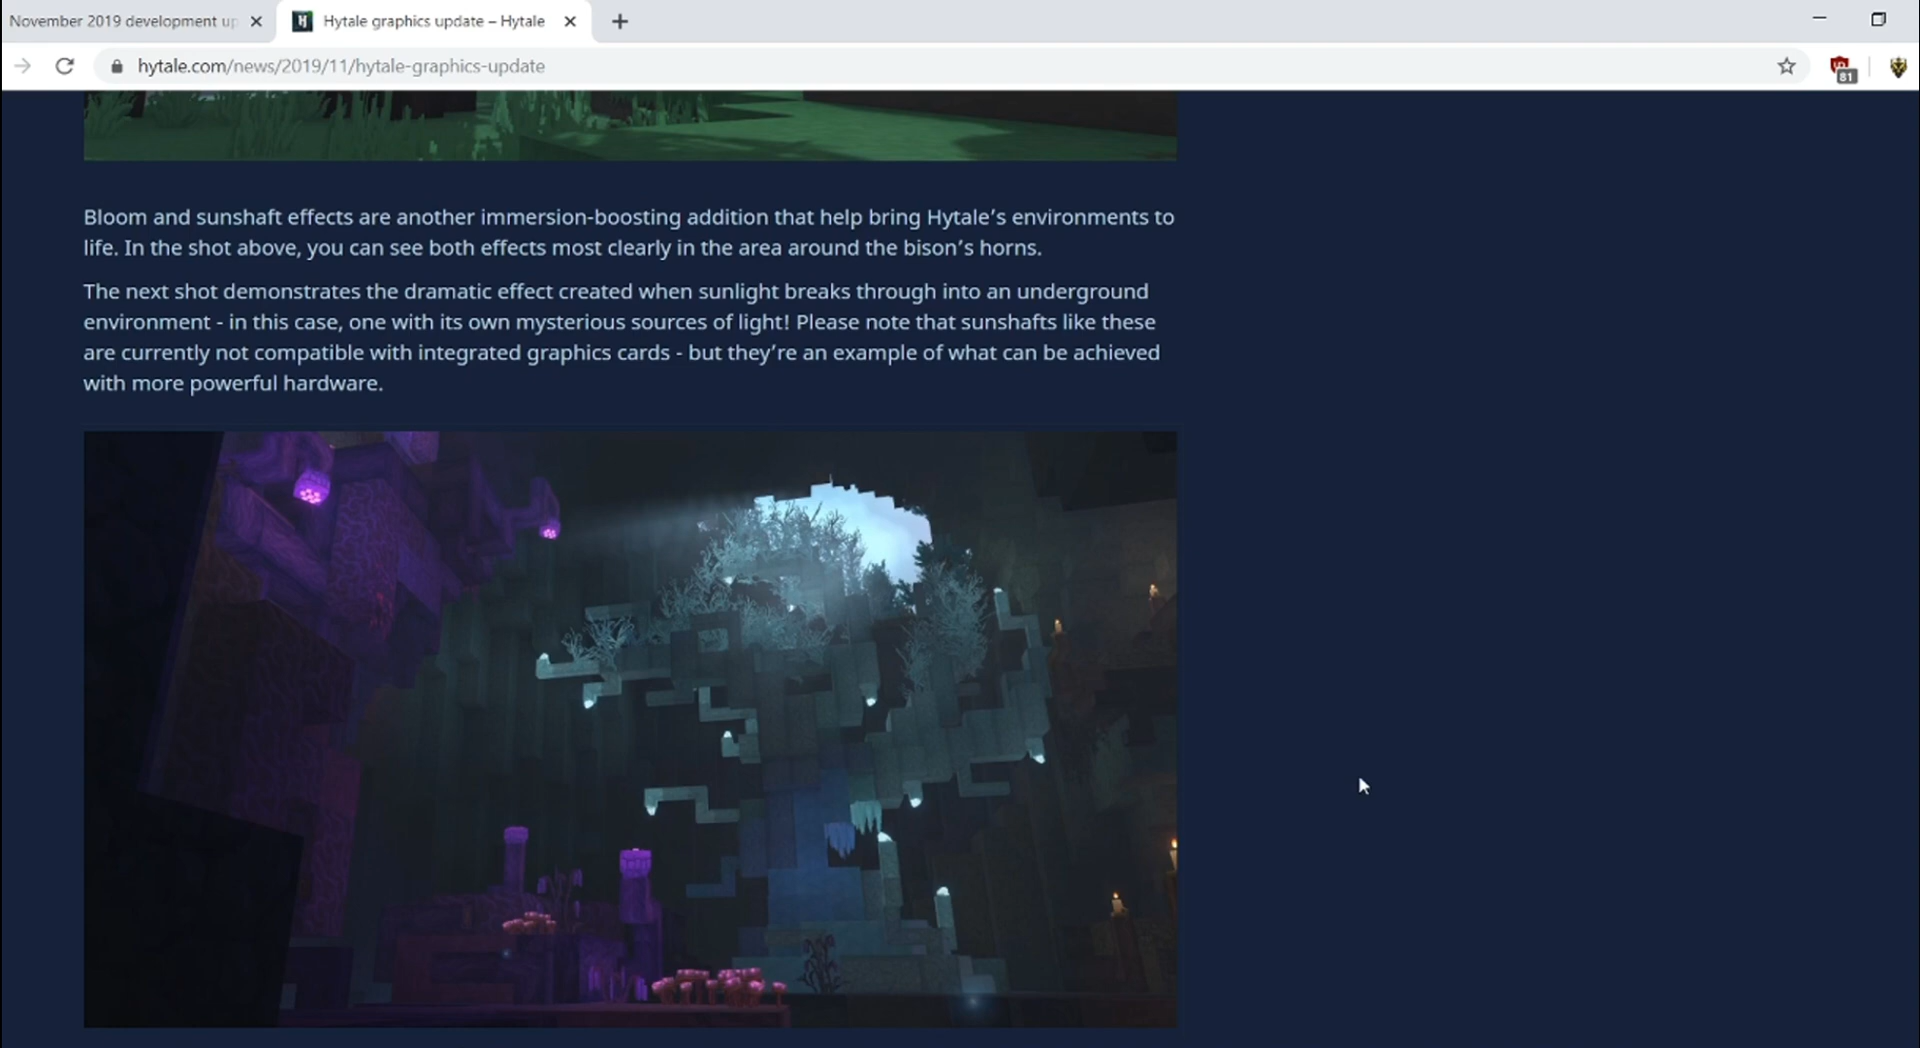 November 2019 development up
Hytale graphics update – Hytale
hytale.com/news/2019/11/hytale-graphics-update
81
Bloom and sunshaft effects are another immersion-boosting addition that help bring Hytale’s environments to
life. In the shot above, you can see both effects most clearly in the area around the bison’s horns.
The next shot demonstrates the dramatic effect created when sunlight breaks through into an underground
environment - in this case, one with its own mysterious sources of light! Please note that sunshafts like these
are currently not compatible with integrated graphics cards - but they’re an example of what can be achieved
with more powerful hardware.